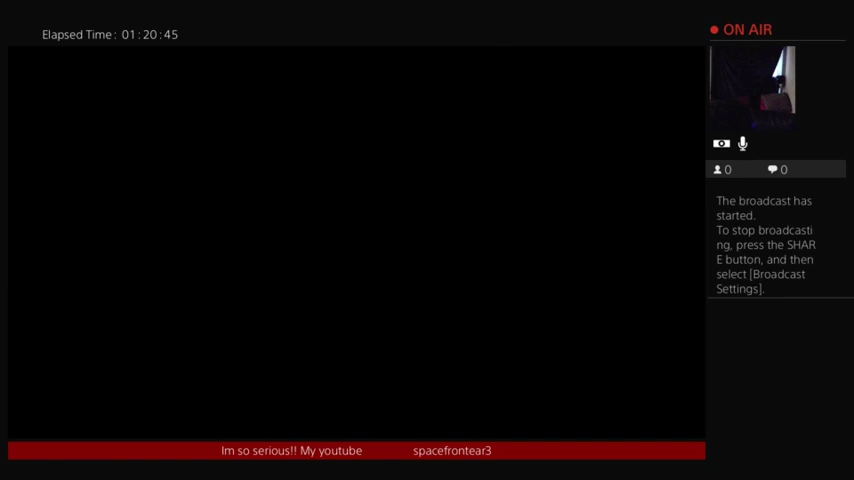 Elapsed Time: 01:20:45
ON AIR
0 0
The broadcast has
started.
To stop broadcasti
ng, press the SHAR
E button, and then
select [Broadcast
Settings].
Im so serious!! My youtube spacefrontear3